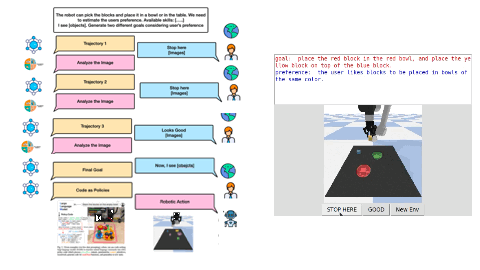 The robot can pick the blocks and place it in a bowl or in the table. We need
to estimate the users preference. Available skills: [.....]
I see [objects]. Generate two different goals considering user's preference.
Trajectory 1
Stop here
[Images]
Analyze the Image
Trajectory 2
Stop here
[Images]
Analyze the Image
Trajectory 3
Looks Good
[Images]
Analyze the Image
Now, I see [objects]
Final Goal
Code as Policies
Robotic Action
goal: place the red block in the red bowl, and place the ye
llow block on top of the blue block.
preference: the user likes blocks to be placed in bowls of
the same color.
STOP HERE
GOOD
New Env